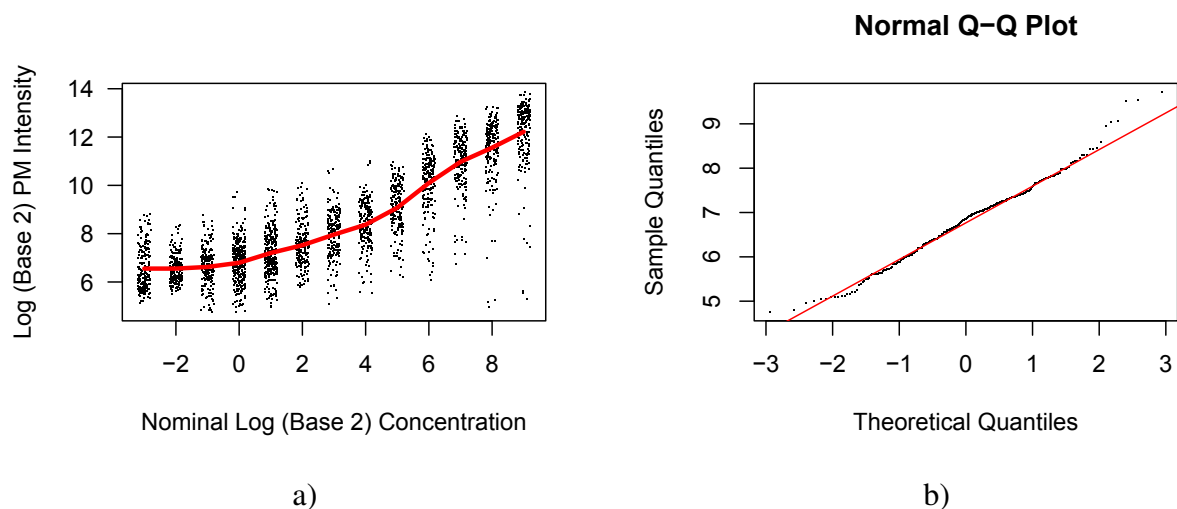 Log (Base 2) PM Intensity
14
12
10
8
6
−2 0 2 4 6 8
Nominal Log (Base 2) Concentration
a)
Normal Q−Q Plot
Sample Quantiles
9
8
7
6
5
−3 −2 −1 0 1 2 3
Theoretical Quantiles
b)